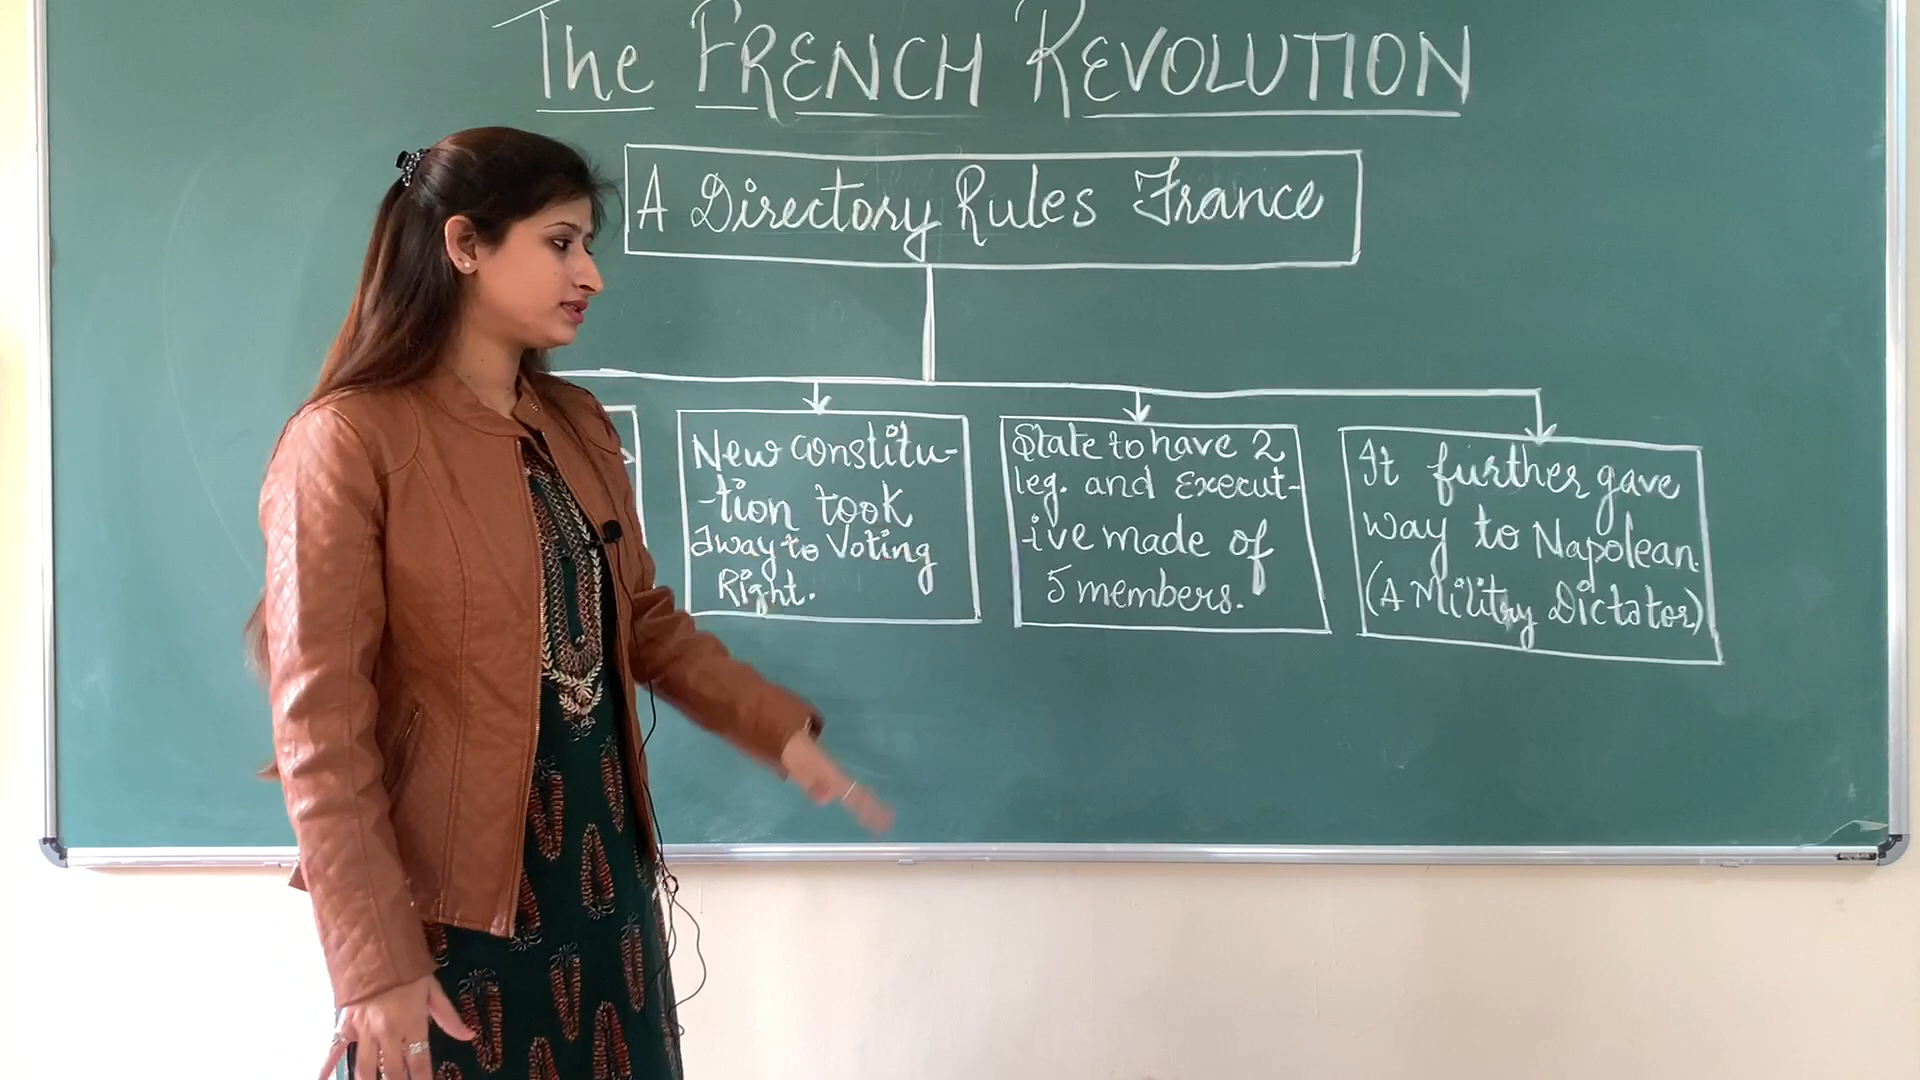 The FRENCH REVOLUTION
A Directory Rules France
New constitu-
-tion took
away to Voting
Right.
State to have 2
leg. and Execut-
-ive made of
5 members.
It further gave
way to Napolean.
(A Militry Dictator)